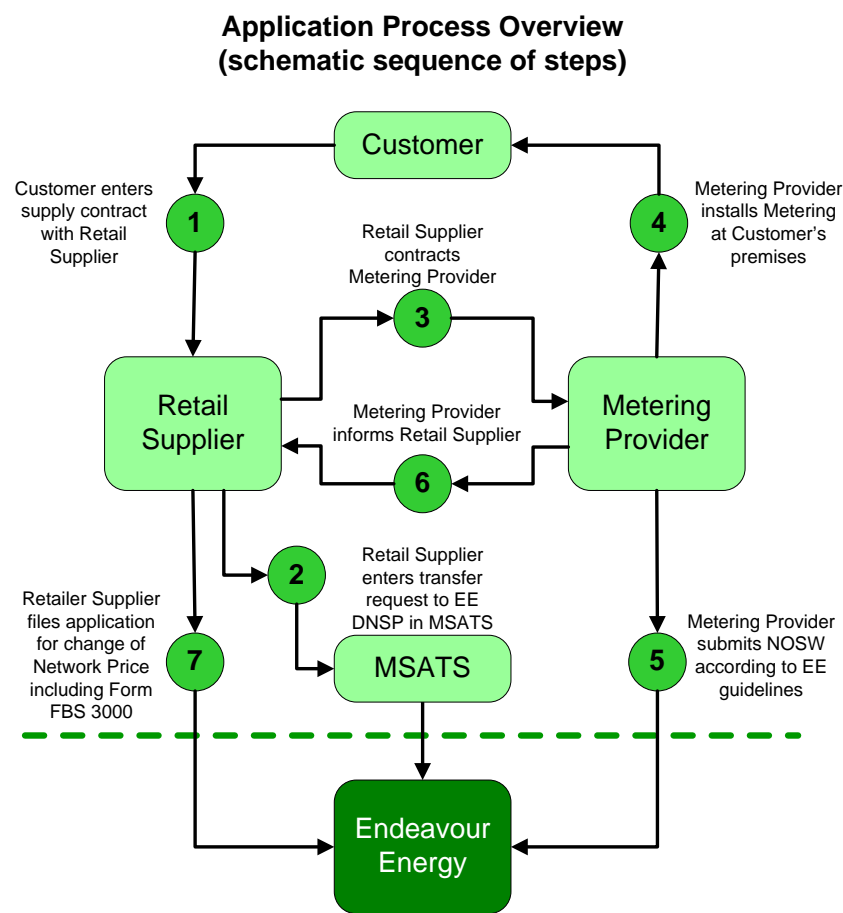 Application Process Overview
(schematic sequence of steps)
Customer
Customer enters
supply contract
with Retail
Supplier
1
Metering Provider
installs Metering
at Customer's
premises
4
Retail Supplier
contracts
Metering Provider
3
Retail
Supplier
Metering
Provider
Metering Provider
informs Retail Supplier
6
2
Retail Supplier
enters transfer
request to EE
DNSP in MSATS
Retailer Supplier
files application
for change of
Network Price
including Form
FBS 3000
7
MSATS
5
Metering Provider
submits NOSW
according to EE
guidelines
Endeavour
Energy